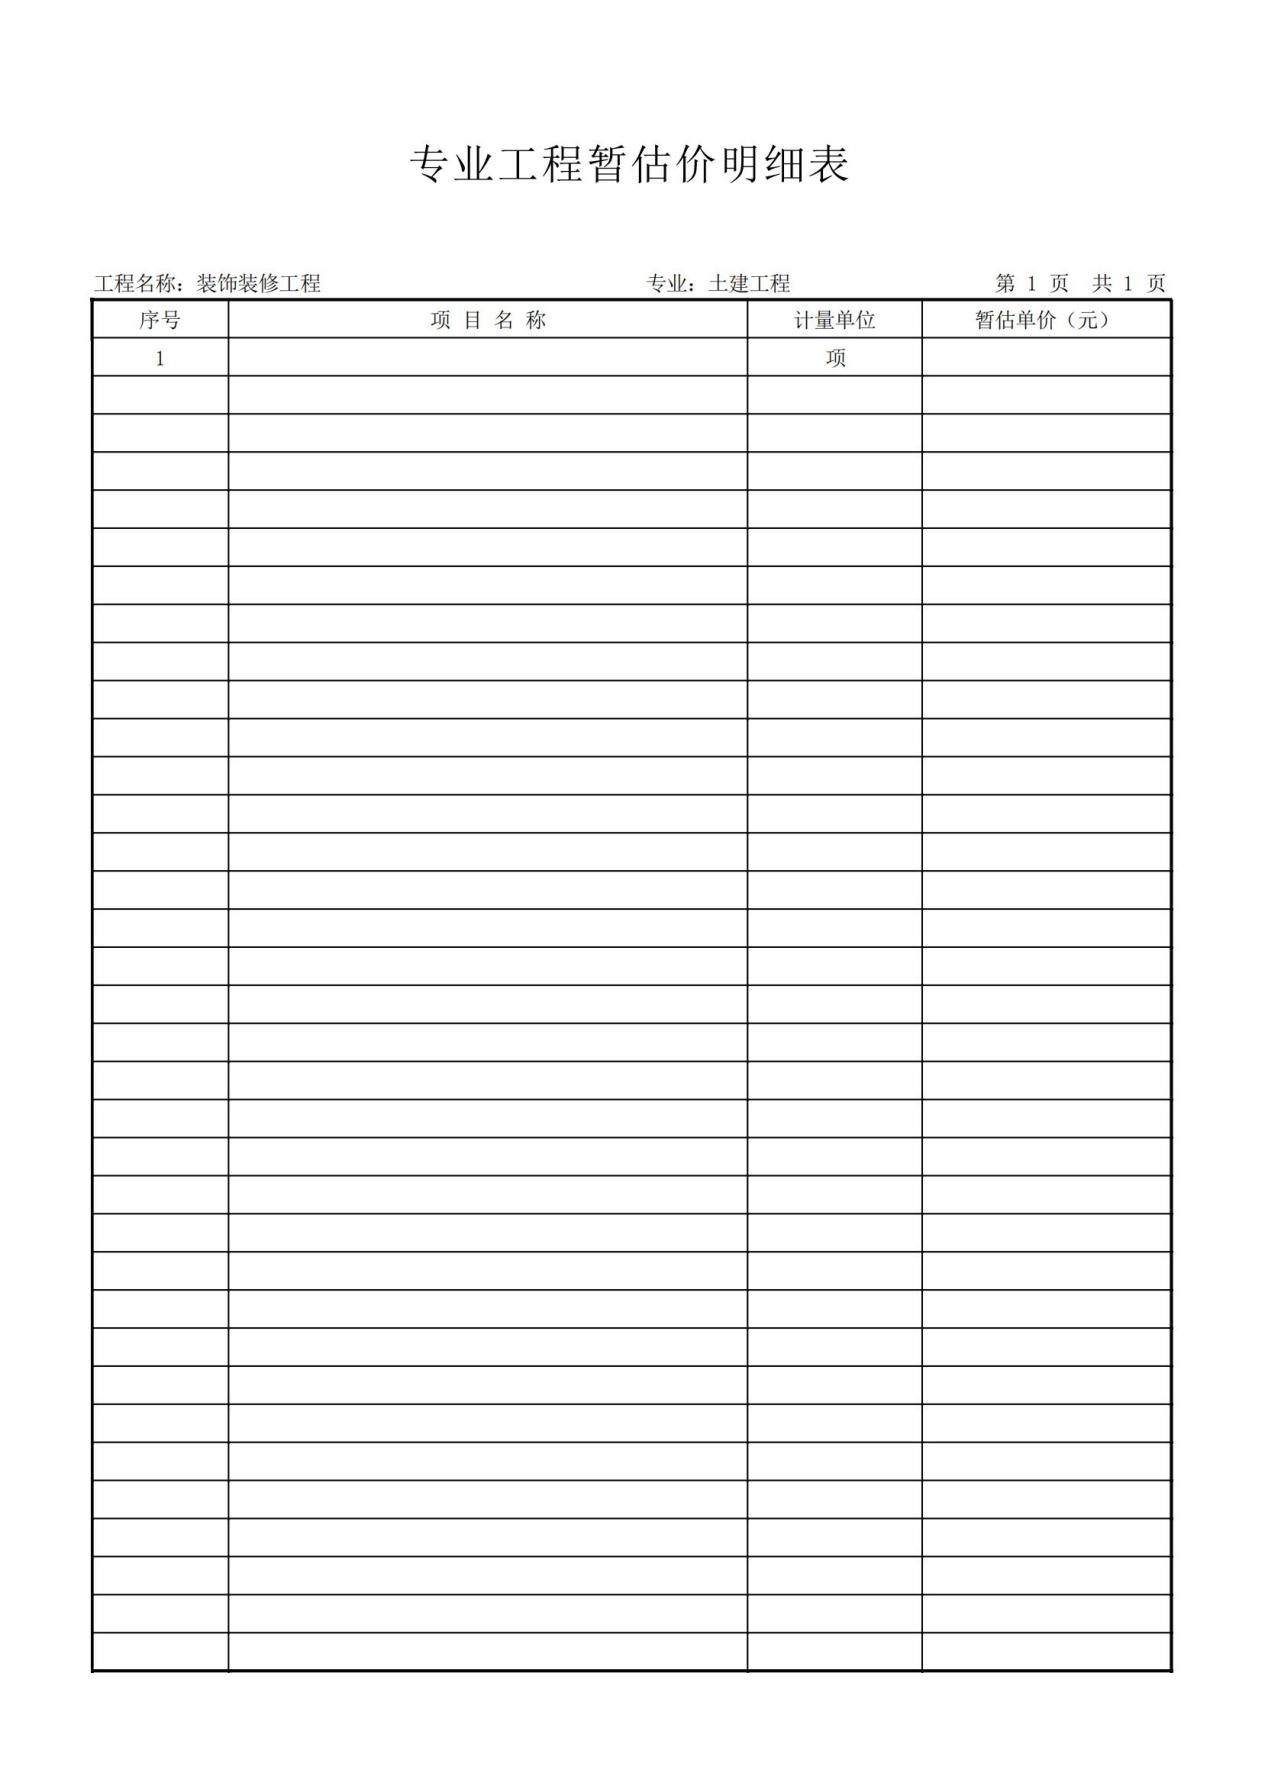 专业工程暂估价明细表
工程名称：装饰装修工程 专业：土建工程 第 1 页 共 1 页
序号 项 目 名 称 计量单位 暂估单价（元）
1 项